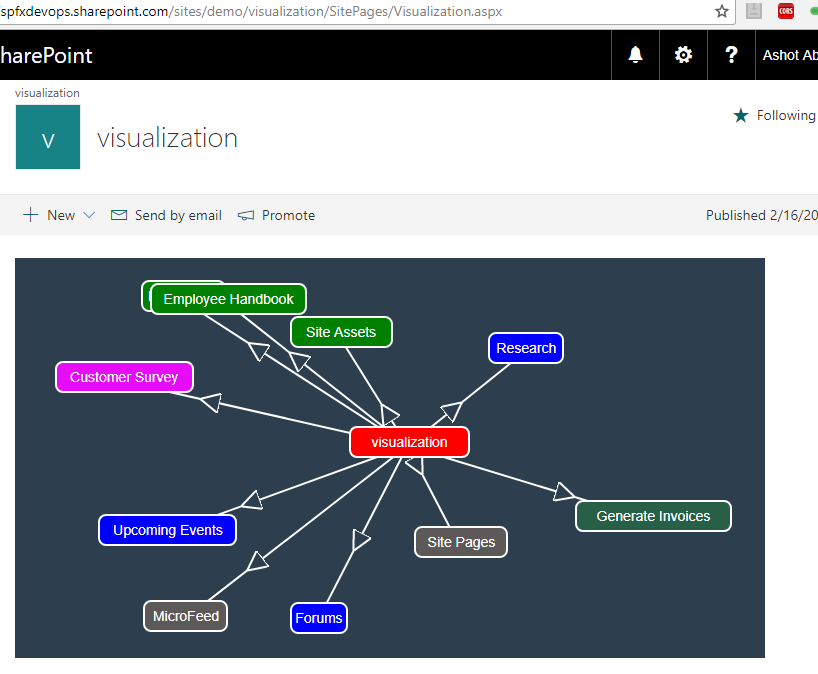 spfxdevops.sharepoint.com/sites/demo/visualization/SitePages/Visualization.aspx
CORS
harePoint
? Ashot Ab
visualization
V
visualization
Following
New
Send by email
Promote
Published 2/16/20
Employee Handbook
Site Assets
Research
Customer Survey
visualization
Generate Invoices
Upcoming Events
Site Pages
MicroFeed
Forums